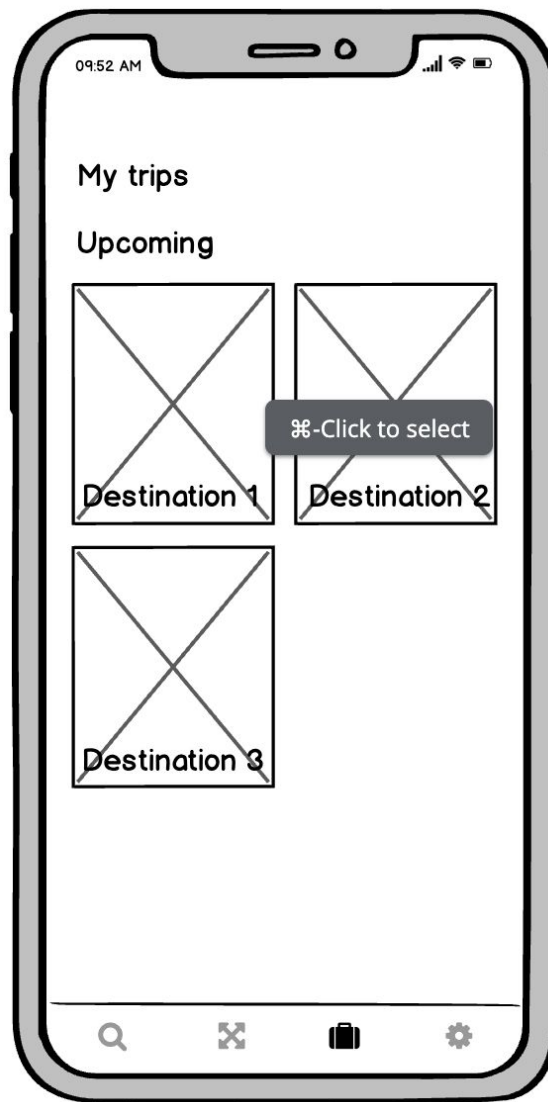 09:52 AM
My trips
Upcoming
⌘-Click to select
Destination 1
Destination 2
Destination 3